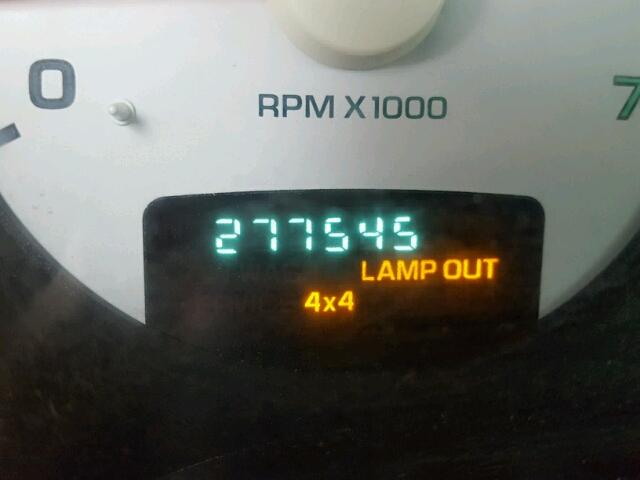 0
RPM X1000
7
277545
LAMP OUT
4x4